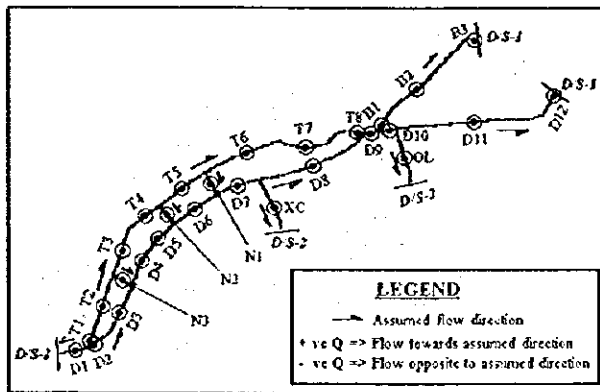 B3
D/S-1
B2
D/S-1
D12
T8
B1
D10
D11
T7
T6
D9
OL
D8
D/S-3
T5
D7
XC
T4
D6
D/S-2
D5
N1
T3
D4
N2
T2
D3
N3
T1
D/S-1
D1
D2
LEGEND
Assumed flow direction
+ ve Q => Flow towards assumed direction
- ve Q => Flow opposite to assumed direction